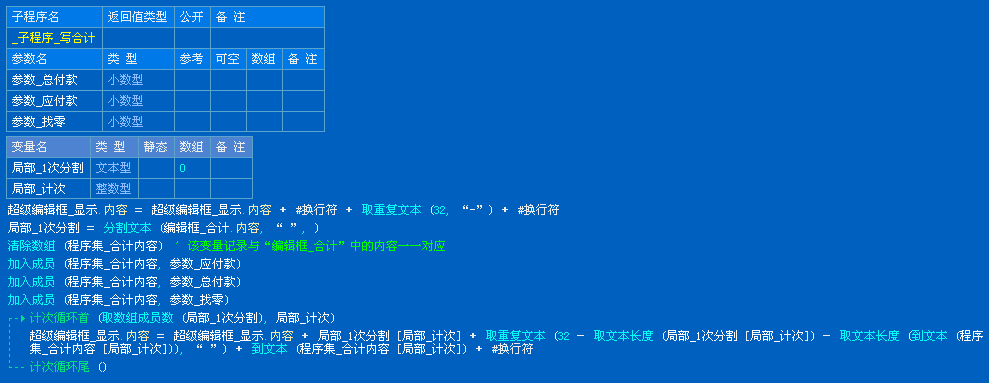 子程序名 返回值类型 公开 备 注
_子程序_写合计
参数名 类 型 参考 可空 数组 备 注
参数_总付款 小数型
参数_应付款 小数型
参数_找零 小数型
变量名 类 型 静态 数组 备 注
局部_1次分割 文本型 0
局部_计次 整数型
超级编辑框_显示.内容 = 超级编辑框_显示.内容 + #换行符 + 取重复文本 (32, “-”) + #换行符
局部_1次分割 = 分割文本 (编辑框_合计.内容, “ ”, )
清除数组 (程序集_合计内容) ' 该变量记录与“编辑框_合计”中的内容一一对应
加入成员 (程序集_合计内容, 参数_应付款)
加入成员 (程序集_合计内容, 参数_总付款)
加入成员 (程序集_合计内容, 参数_找零)
计次循环首 (取数组成员数 (局部_1次分割), 局部_计次)
超级编辑框_显示.内容 = 超级编辑框_显示.内容 + 局部_1次分割 [局部_计次] + 取重复文本 (32 - 取文本长度 (局部_1次分割 [局部_计次]) - 取文本长度 (到文本 (程序
集_合计内容 [局部_计次])), “ ”) + 到文本 (程序集_合计内容 [局部_计次]) + #换行符
计次循环尾 ()